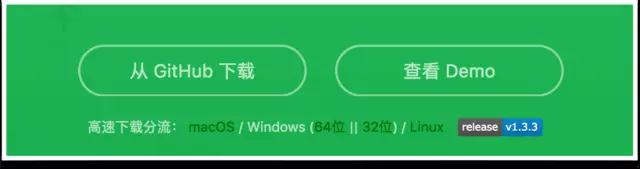 从 GitHub 下载
查看 Demo
高速下载分流： macOS / Windows (64位 || 32位) / Linux release v1.3.3